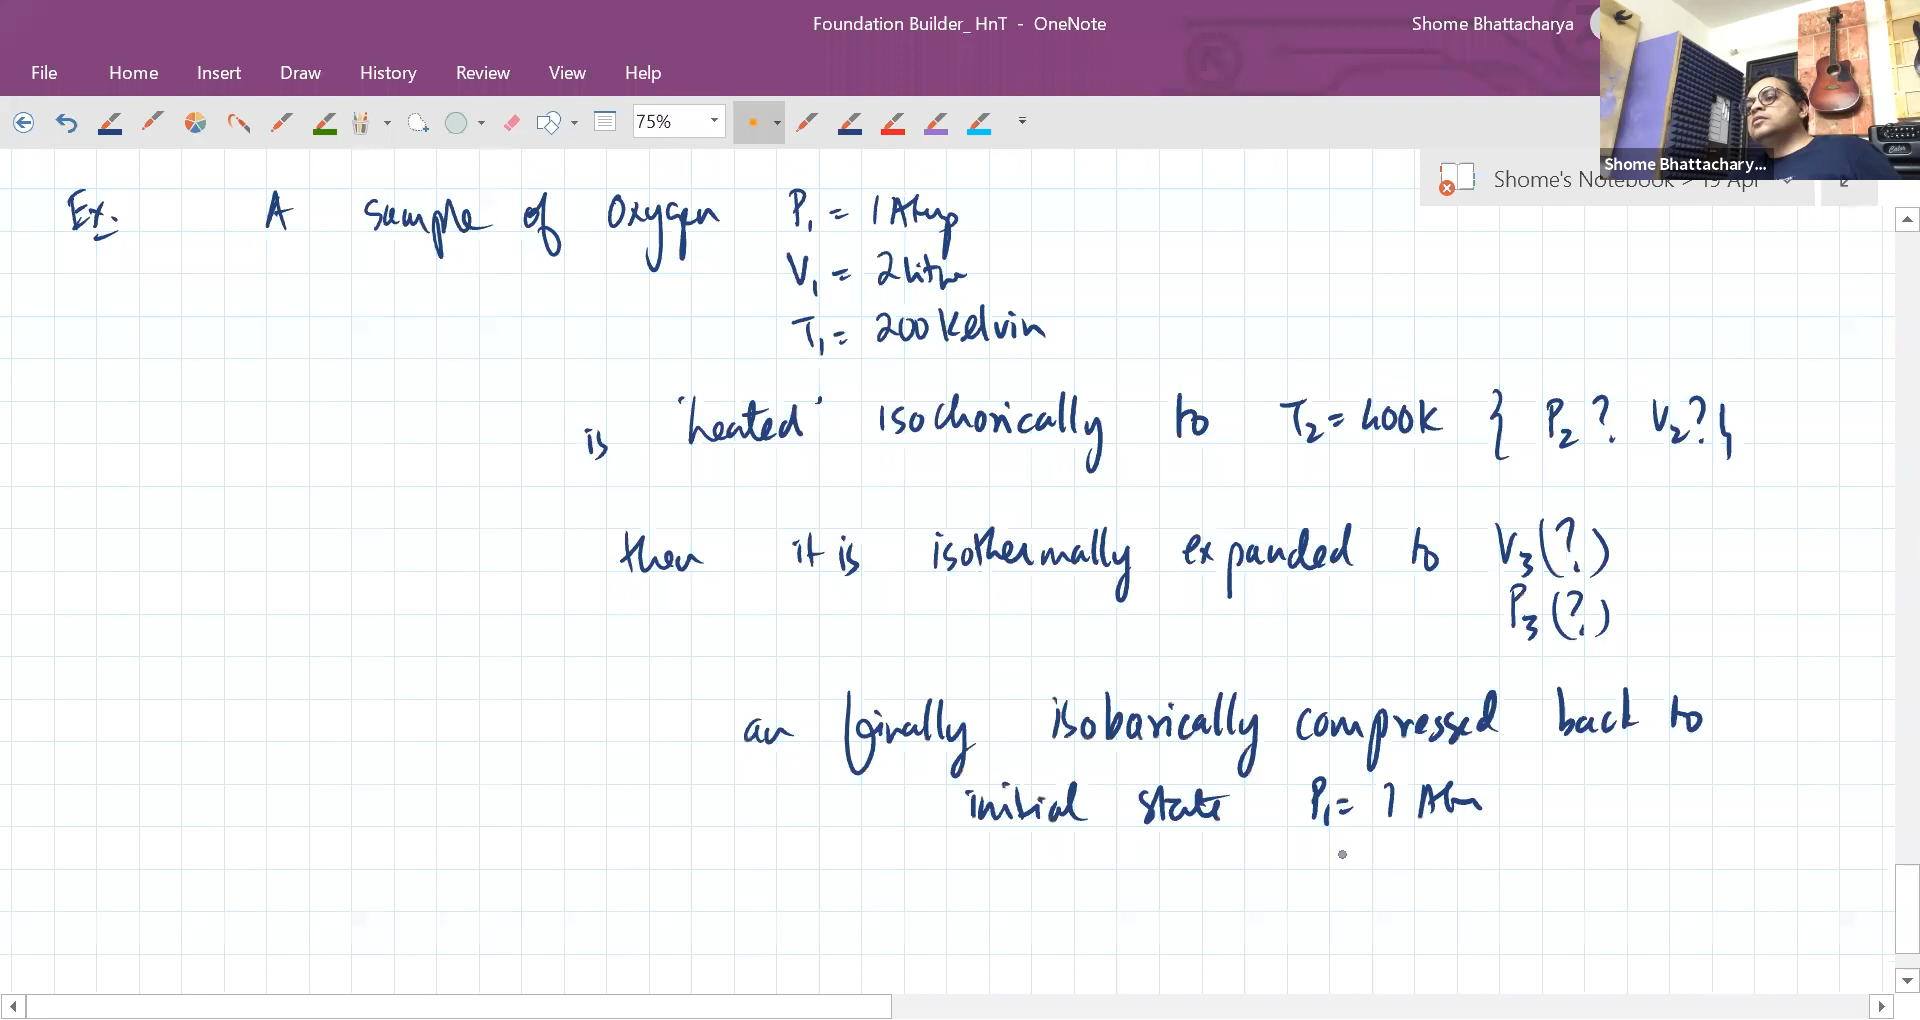 Foundation Builder_ HnT - OneNote
Shome Bhattacharya
File Home Insert Draw History Review View Help
75%
Shome Bhattachary...
Shome's Notebook > 19 Apr
Ex. A sample of Oxygen P1 = 1 Atmp
V1 = 2 litre
T1 = 200 Kelvin
is 'heated' isochorically to T2 = 400K { P2? V2? }
then it is isothermally expanded to V3 (?)
P3 (?)
an finally isobarically compressed back to
initial state P1 = 1 Atm